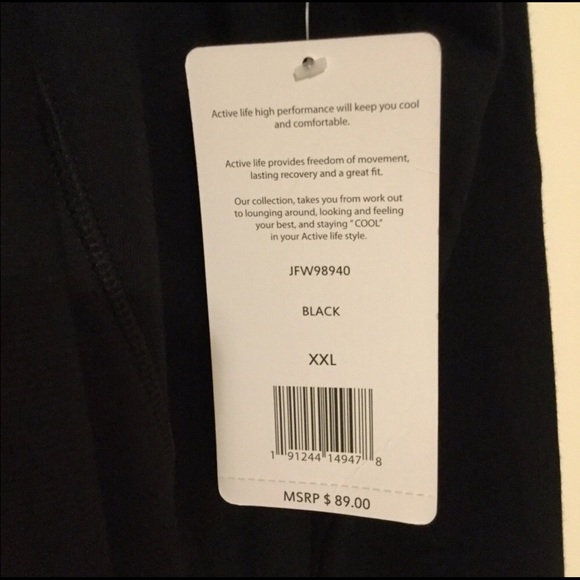 Active life high performance will keep you cool
and comfortable.
Active life provides freedom of movement,
lasting recovery and a great fit.
Our collection, takes you from work out
to lounging around, looking and feeling
your best, and staying "COOL"
in your Active life style.
JFW98940
BLACK
XXL
1 91244 14947 8
MSRP $ 89.00